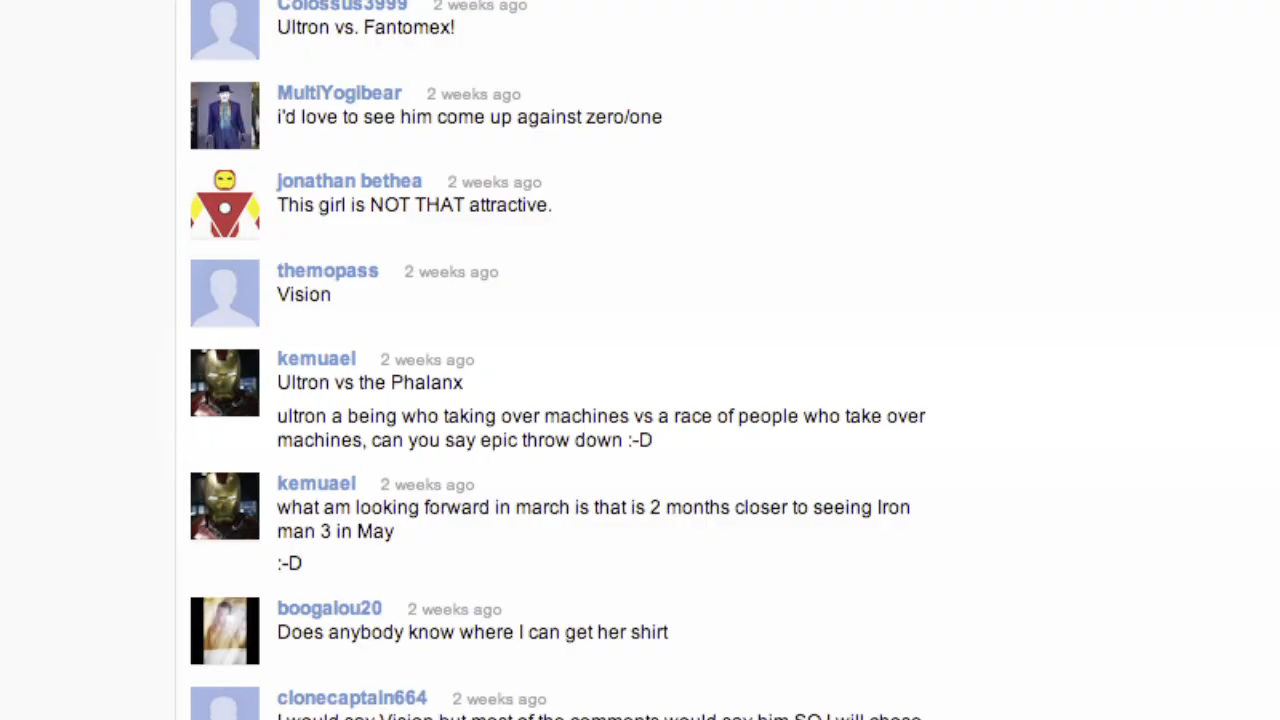 Colossus3999 2 weeks ago
Ultron vs. Fantomex!
MultiYogibear 2 weeks ago
i'd love to see him come up against zero/one
jonathan bethea 2 weeks ago
This girl is NOT THAT attractive.
themopass 2 weeks ago
Vision
kemuael 2 weeks ago
Ultron vs the Phalanx
ultron a being who taking over machines vs a race of people who take over
machines, can you say epic throw down :-D
kemuael 2 weeks ago
what am looking forward in march is that is 2 months closer to seeing Iron
man 3 in May
:-D
boogalou20 2 weeks ago
Does anybody know where I can get her shirt
clonecaptain664 2 weeks ago
I would say Vision but most of the comments would say him SO I will chose